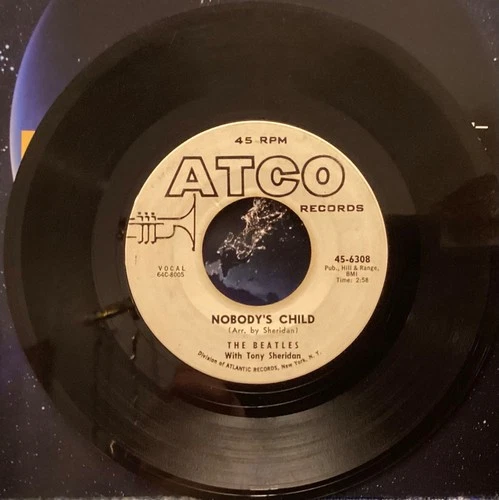 45 RPM
ATCO
RECORDS
VOCAL
64C-8005
45-6308
Pub., Hill & Range,
BMI
Time: 2:58
NOBODY'S CHILD
(Arr. by Sheridan)
THE BEATLES
With Tony Sheridan
Division of ATLANTIC RECORDS, New York, N. Y.